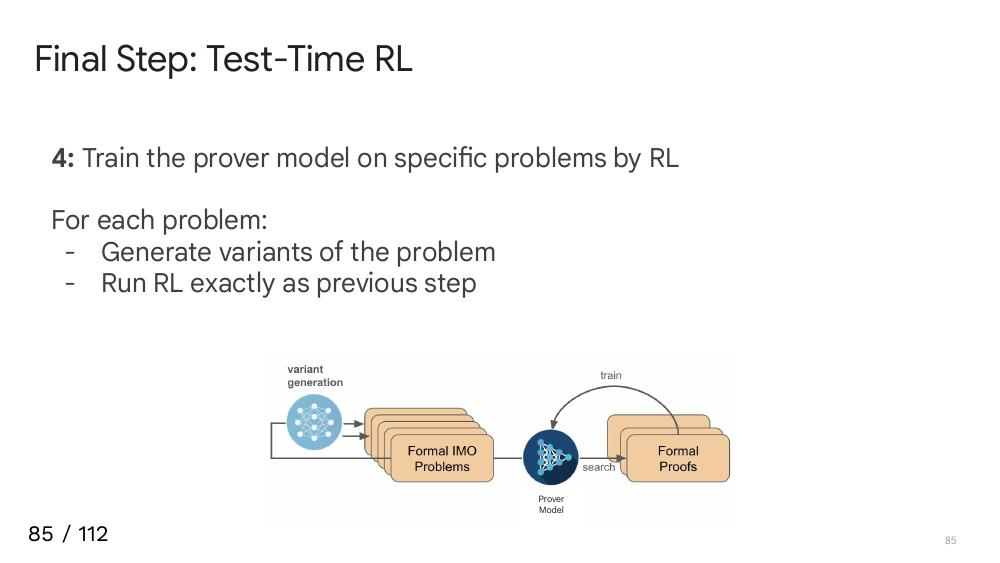 Final Step: Test-Time RL
4: Train the prover model on specific problems by RL
For each problem:
- Generate variants of the problem
- Run RL exactly as previous step
variant
generation
Formal IMO
Problems
Prover
Model
search
train
Formal
Proofs
85 / 112
85